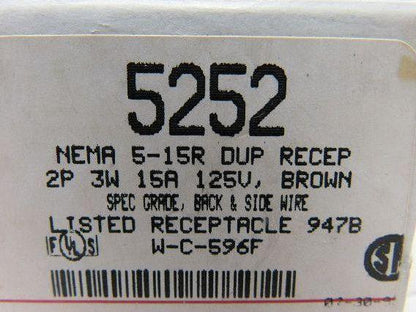 5252
NEMA 5-15R DUP RECEP
2P 3W 15A 125V, BROWN
SPEC GRADE, BACK & SIDE WIRE
LISTED RECEPTACLE 947B
F UL S W-C-596F